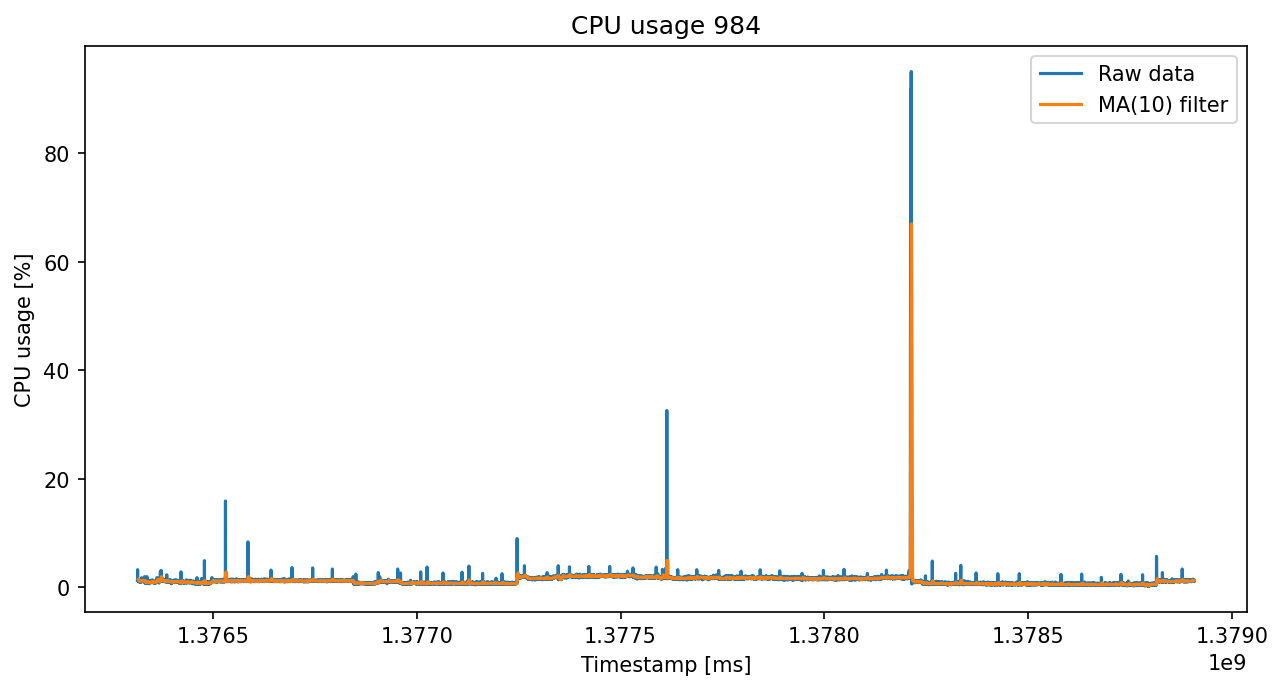 CPU usage 984
Raw data
MA(10) filter
CPU usage [%]
80
60
40
20
0
1.3765 1.3770 1.3775 1.3780 1.3785 1.3790
1e9
Timestamp [ms]